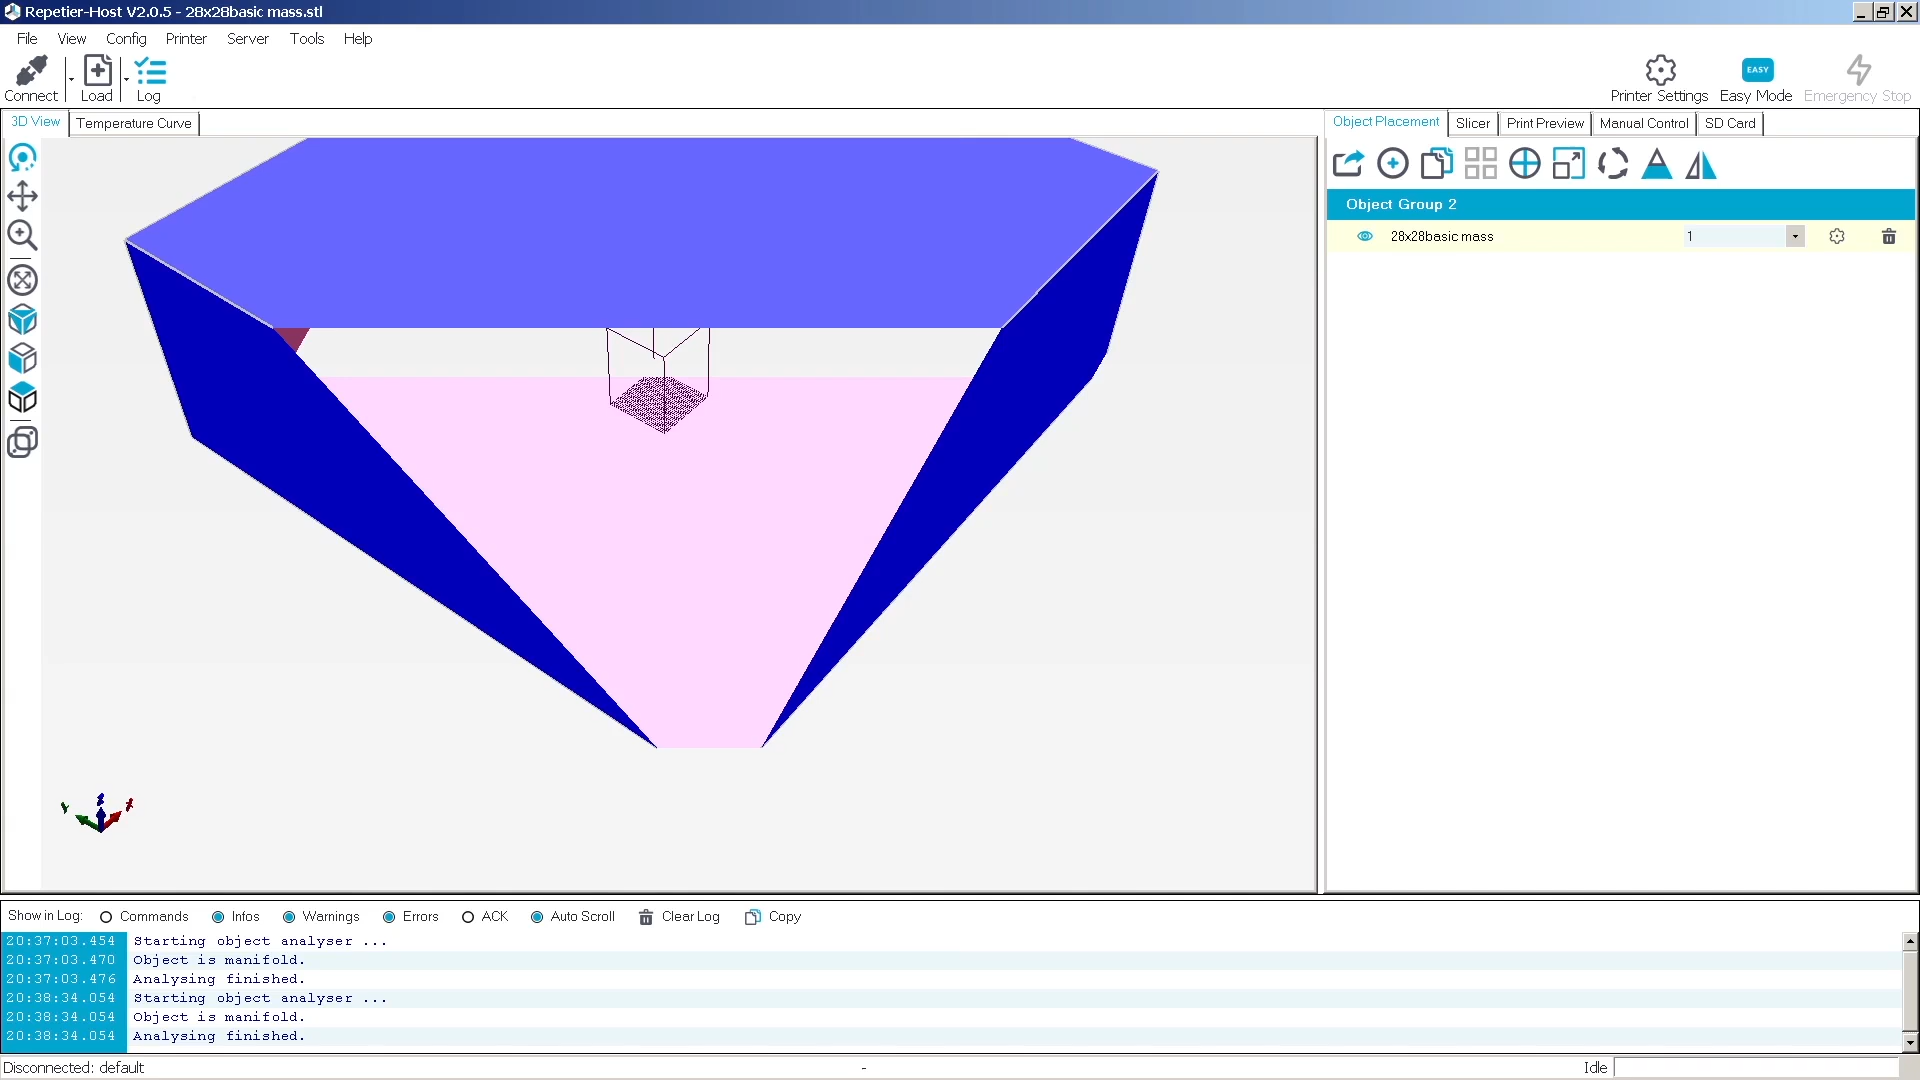 Repetier-Host V2.0.5 - 28x28basic mass.stl
File View Config Printer Server Tools Help
Connect Load Log
Printer Settings EASY Easy Mode Emergency Stop
3D View Temperature Curve
Object Placement Slicer Print Preview Manual Control SD Card
Object Group 2
28x28basic mass 1
Y Z X
Show in Log: Commands Infos Warnings Errors ACK Auto Scroll Clear Log Copy
20:37:03.454 Starting object analyser ...
20:37:03.470 Object is manifold.
20:37:03.476 Analysing finished.
20:38:34.054 Starting object analyser ...
20:38:34.054 Object is manifold.
20:38:34.054 Analysing finished.
Disconnected: default - Idle